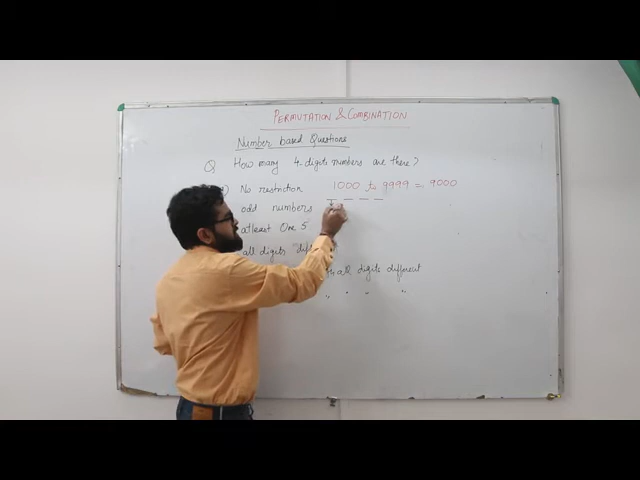 PERMUTATION & COMBINATION
Number based Questions
Q How many 4 digits numbers are there?
) No restriction 1000 to 9999 = 9000
odd numbers _ _ _ _
atleast One 5
all digits
all digits different
" " " "